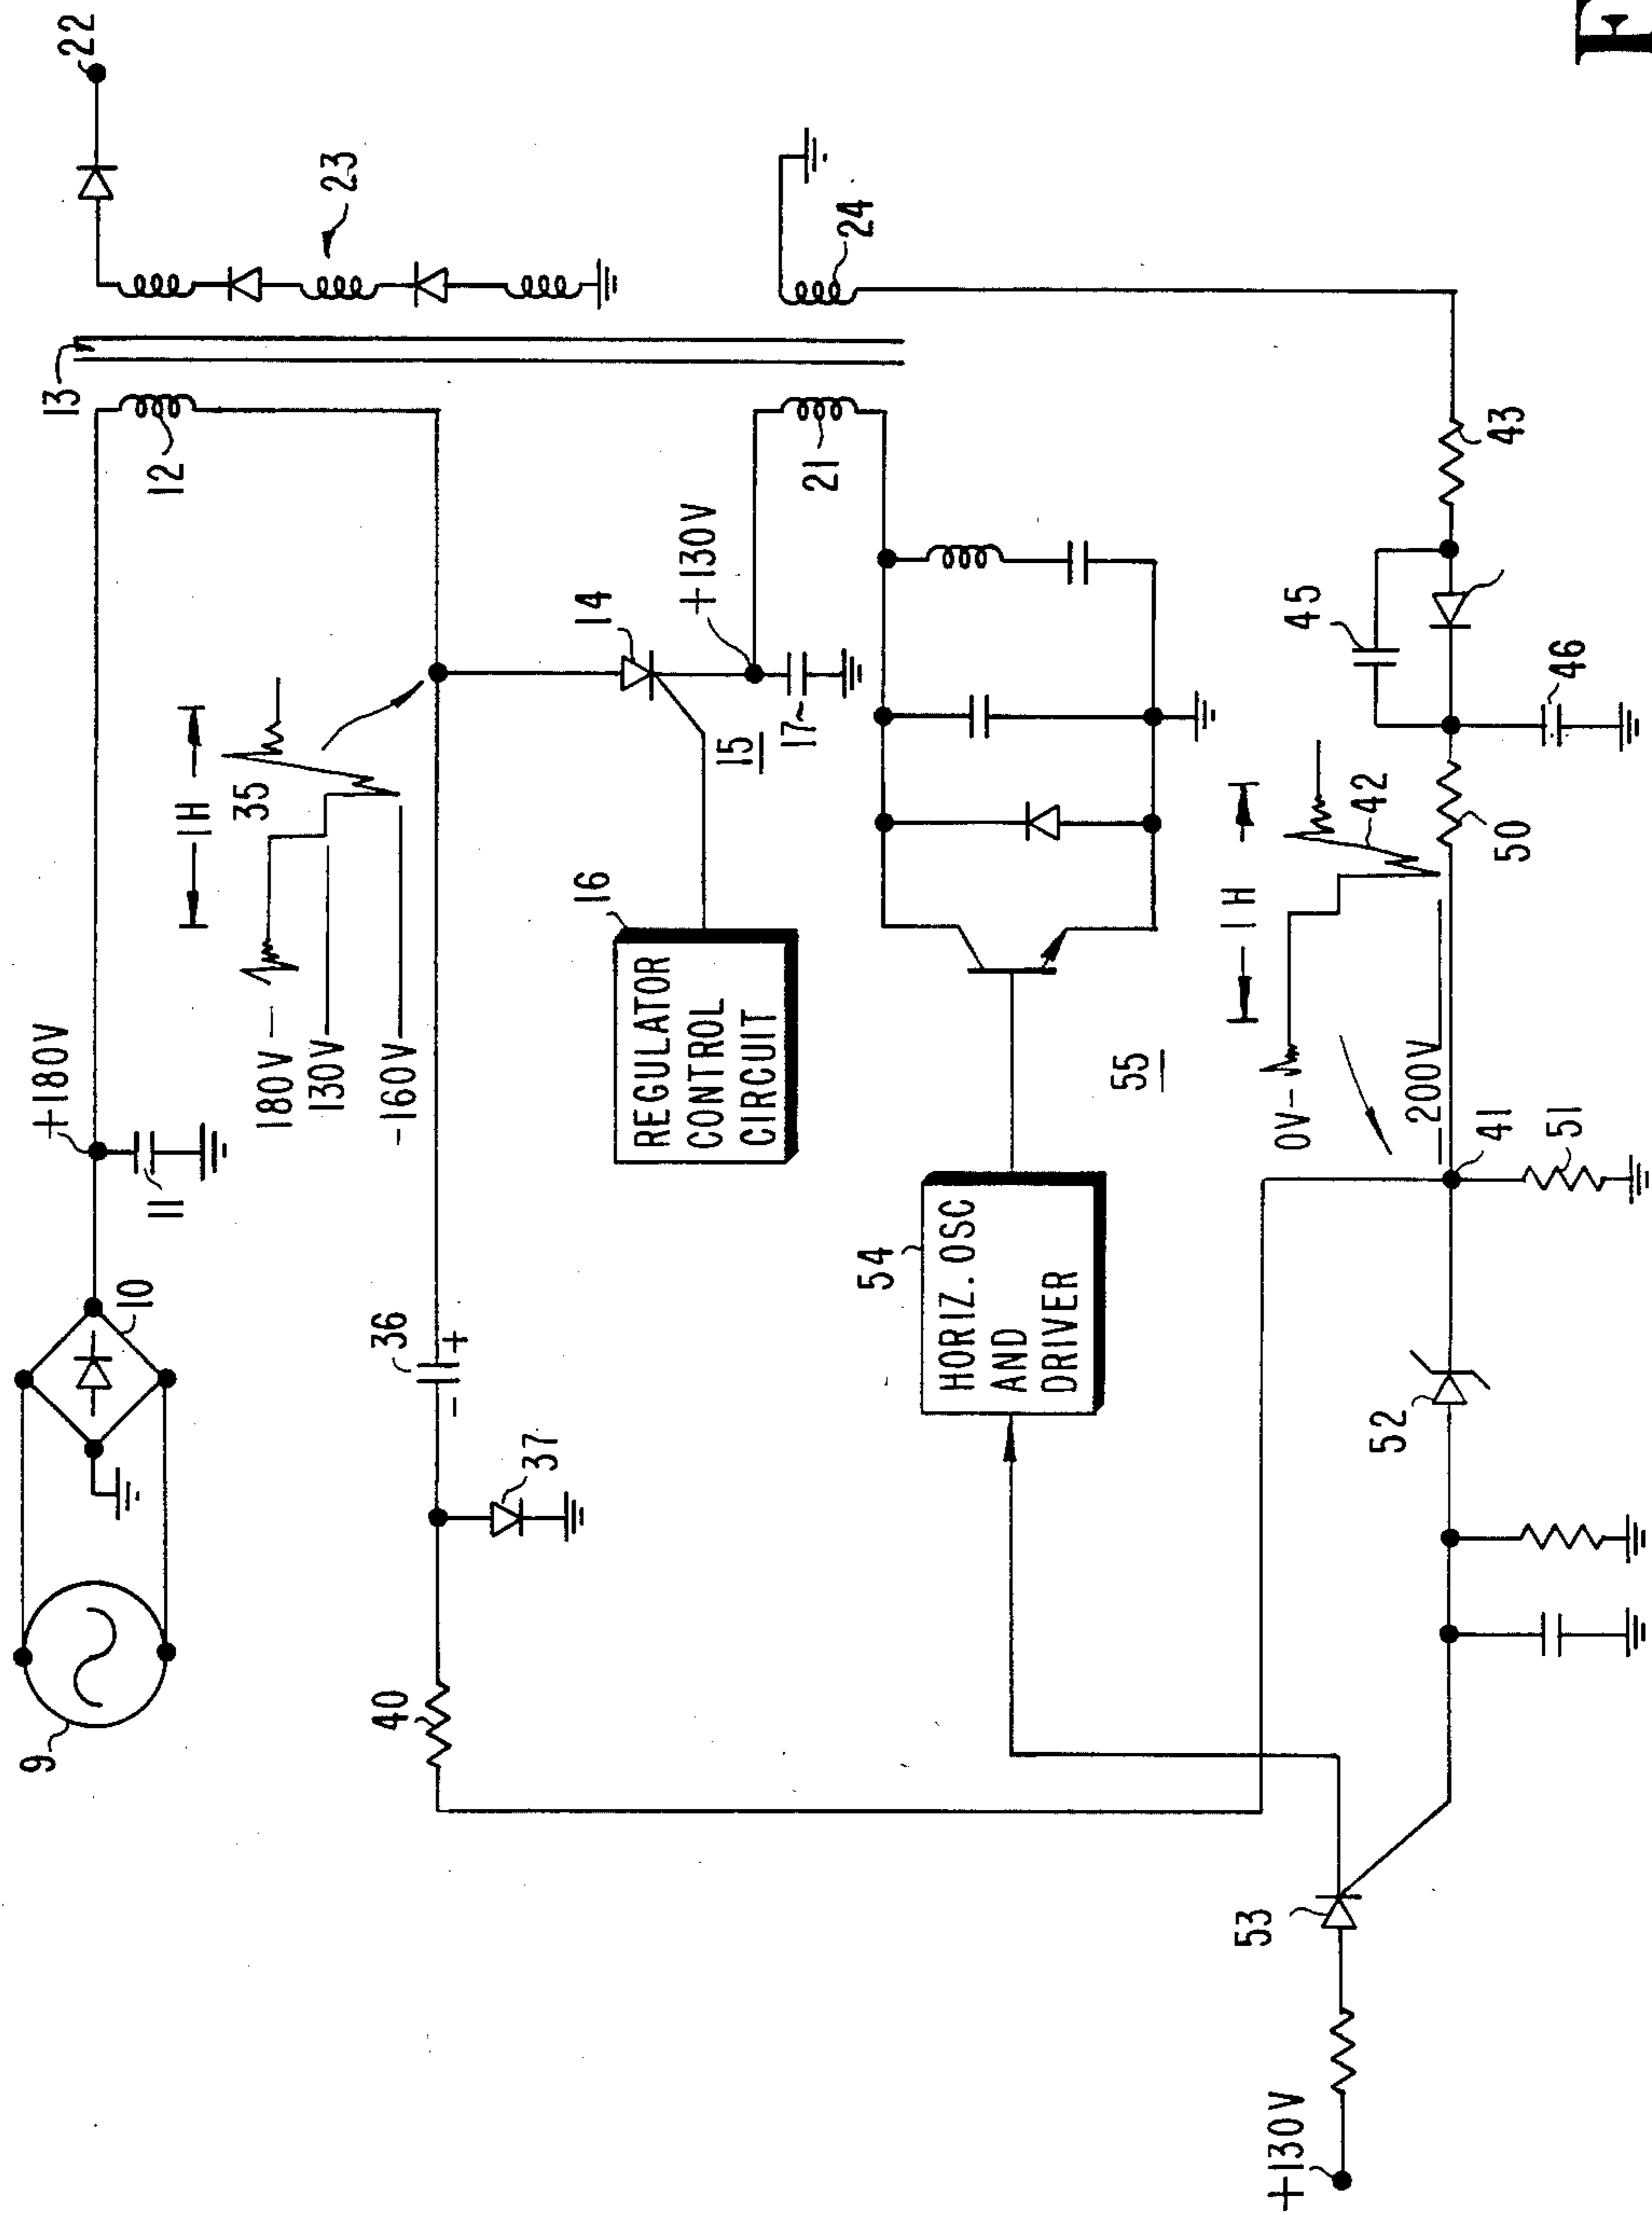 F
22
23
13
12
24
+180V
11
10
9
1H
35
180V
130V
-160V
36
+
-
37
40
14
+130V
21
15
17
16
REGULATOR
CONTROL
CIRCUIT
54
HORIZ. OSC
AND
DRIVER
55
1H
42
0V
-200V
43
45
46
50
41
51
52
53
+130V